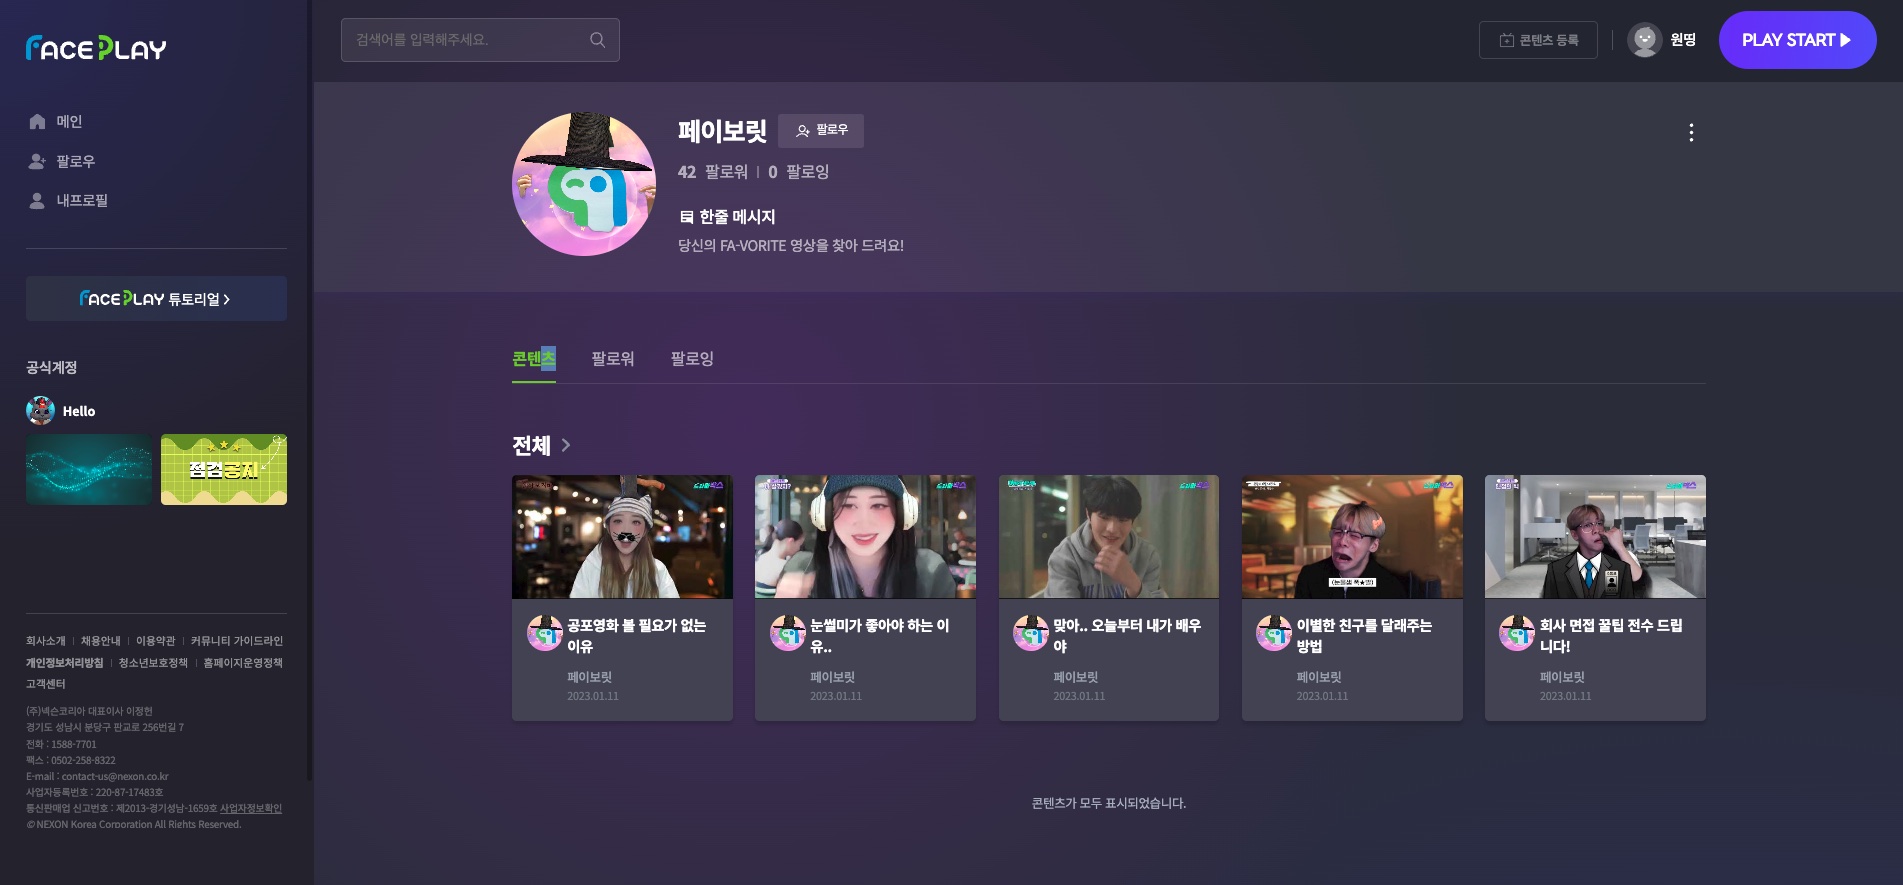 FACEPLAY
검색어를 입력해주세요.
콘텐츠 등록
원띵
PLAY START
메인
팔로우
내프로필
FACEPLAY 튜토리얼
공식계정
Hello
점검공지
회사소개 | 채용안내 | 이용약관 | 커뮤니티 가이드라인
개인정보처리방침 | 청소년보호정책 | 홈페이지운영정책
고객센터
(주)넥슨코리아 대표이사 이정헌
경기도 성남시 분당구 판교로 256번길 7
전화 : 1588-7701
팩스 : 0502-258-8322
E-mail : contact-us@nexon.co.kr
사업자등록번호 : 220-87-17483호
통신판매업 신고번호 : 제2013-경기성남-1659호 사업자정보확인
© NEXON Korea Corporation All Rights Reserved.
페이보릿
팔로우
42 팔로워 | 0 팔로잉
한줄 메시지
당신의 FA-VORITE 영상을 찾아 드려요!
콘텐츠
팔로워
팔로잉
전체
공포영화 볼 필요가 없는
이유
페이보릿
2023.01.11
눈썰미가 좋아야 하는 이
유..
페이보릿
2023.01.11
맞아.. 오늘부터 내가 배우
야
페이보릿
2023.01.11
이별한 친구를 달래주는
방법
페이보릿
2023.01.11
회사 면접 꿀팁 전수 드립
니다!
페이보릿
2023.01.11
콘텐츠가 모두 표시되었습니다.